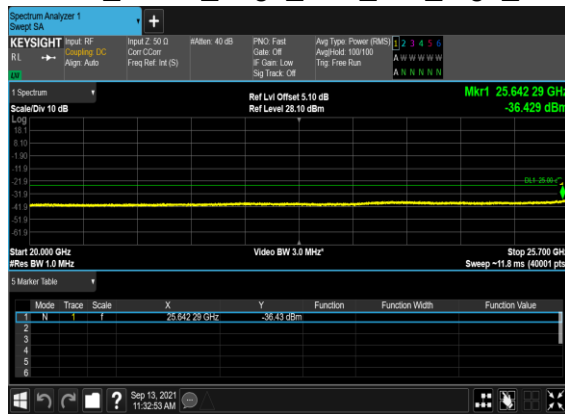 Spectrum Analyzer 1
Swept SA
+
KEYSIGHT
RL
Input: RF
Coupling: DC
Align: Auto
Input Z: 50 Ω
Corr CCorr
Freq Ref: Int (S)
#Atten: 40 dB
PNO: Fast
Gate: Off
IF Gain: Low
Sig Track: Off
Avg Type: Power (RMS)
Avg|Hold: 100/100
Trig: Free Run
1 2 3 4 5 6
A W W W W W
A N N N N N
1 Spectrum
Scale/Div 10 dB
Ref Lvl Offset 5.10 dB
Ref Level 28.10 dBm
Mkr1 25.642 29 GHz
-36.429 dBm
Log
18.1
8.10
-1.90
-11.9
-21.9
-31.9
-41.9
-51.9
-61.9
Start 20.000 GHz
#Res BW 1.0 MHz
Video BW 3.0 MHz*
Stop 25.700 GHz
Sweep ~11.8 ms (40001 pts
5 Marker Table
Mode Trace Scale X Y Function Function Width Function Value
1 N 1 f 25.642 29 GHz -36.43 dBm
2
3
4
5
6
?
Sep 13, 2021
11:32:53 AM